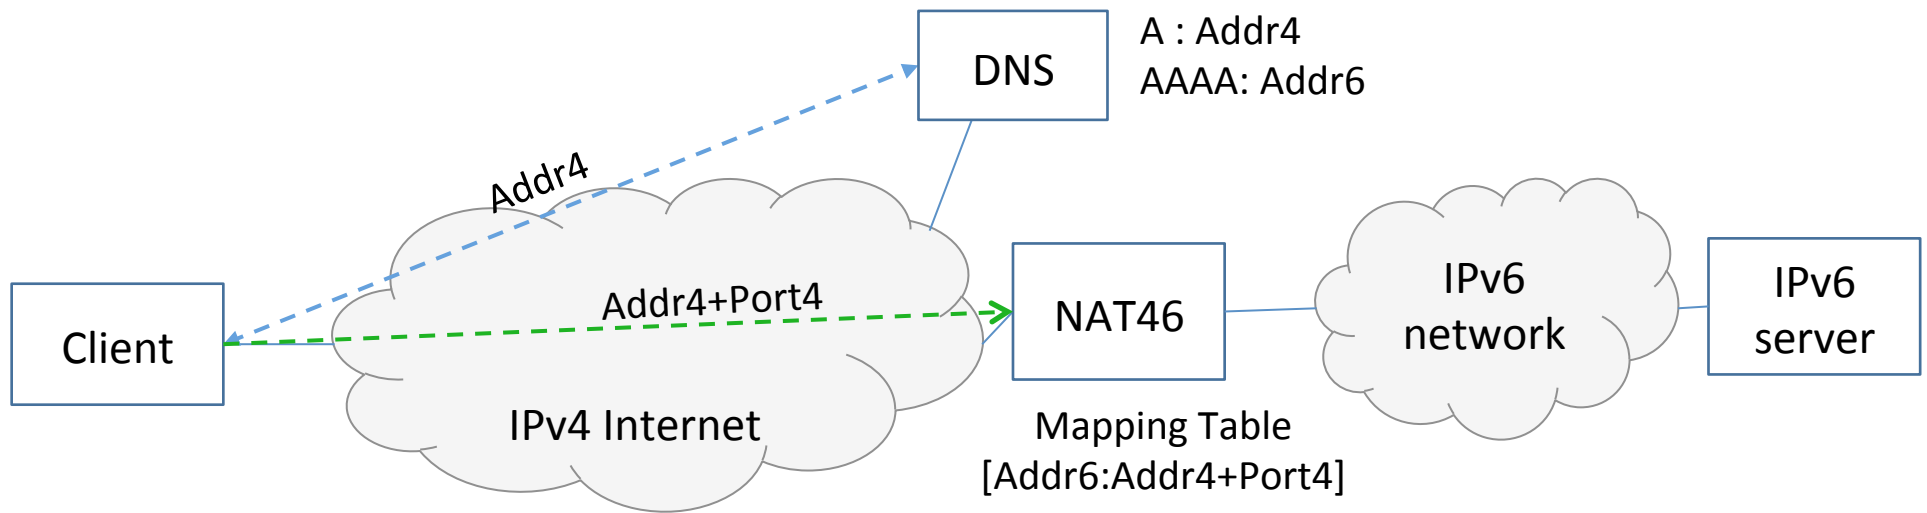 DNS
A : Addr4
AAAA: Addr6
Addr4
Client
Addr4+Port4
IPv4 Internet
NAT46
Mapping Table
[Addr6:Addr4+Port4]
IPv6
network
IPv6
server